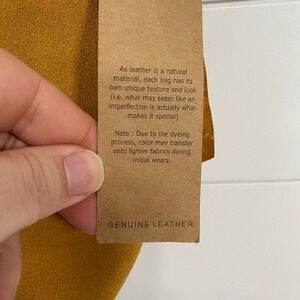 As leather is a natural
material, each bag has its
own unique texture and look
(i.e. what may seem like an
imperfection is actually what
makes it special)
Note : Due to the dyeing
process, color may transfer
onto lighter fabrics during
initial wears.
GENUINE LEATHER